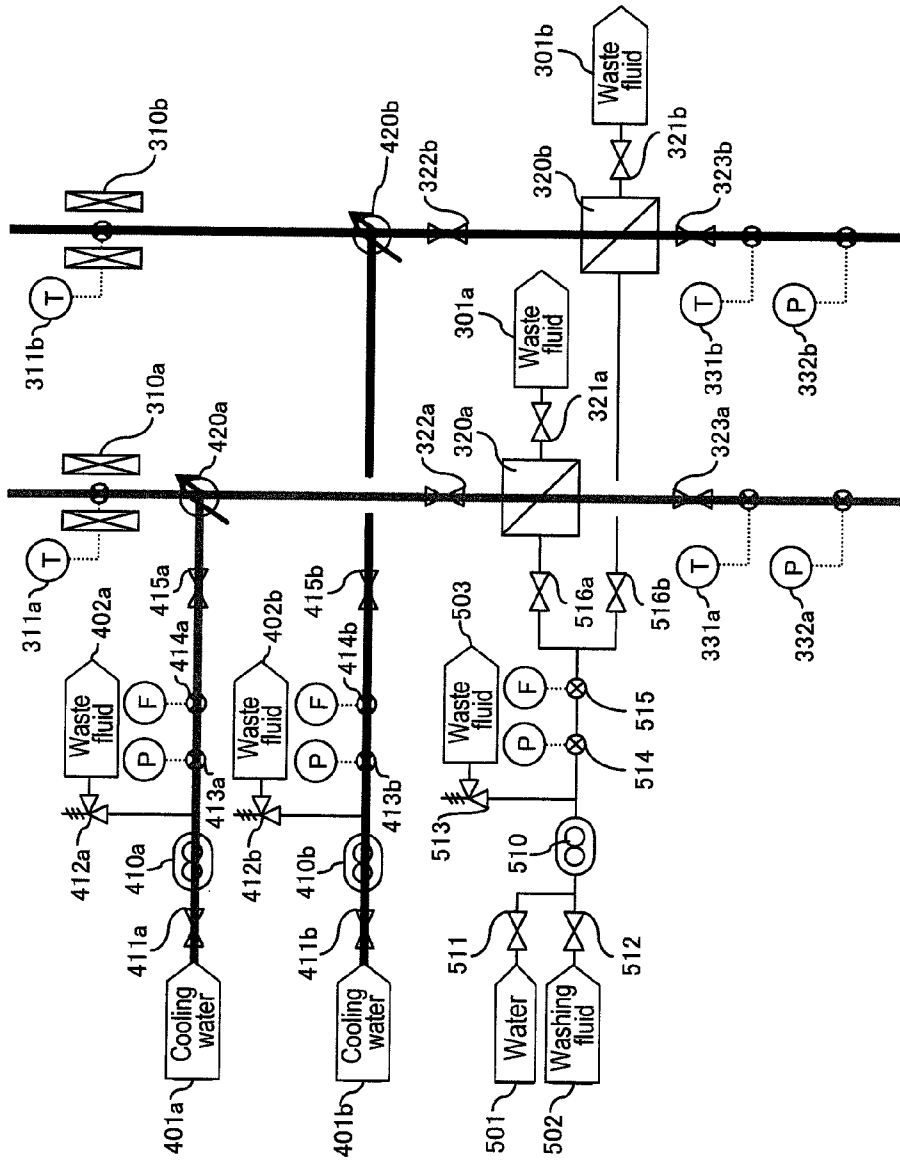 310b
T
311b
310a
T
311a
420a
420b
415a
402a
Waste
fluid
414a
F
P
413a
412a
410a
411a
Cooling
water
401a
415b
402b
Waste
fluid
414b
F
P
413b
412b
410b
411b
Cooling
water
401b
301b
Waste
fluid
321b
320b
322b
323b
T
331b
P
332b
301a
Waste
fluid
321a
320a
322a
323a
T
331a
P
332a
516a
516b
503
Waste
fluid
F
P
515
514
513
510
511
512
Water
501
Washing
fluid
502